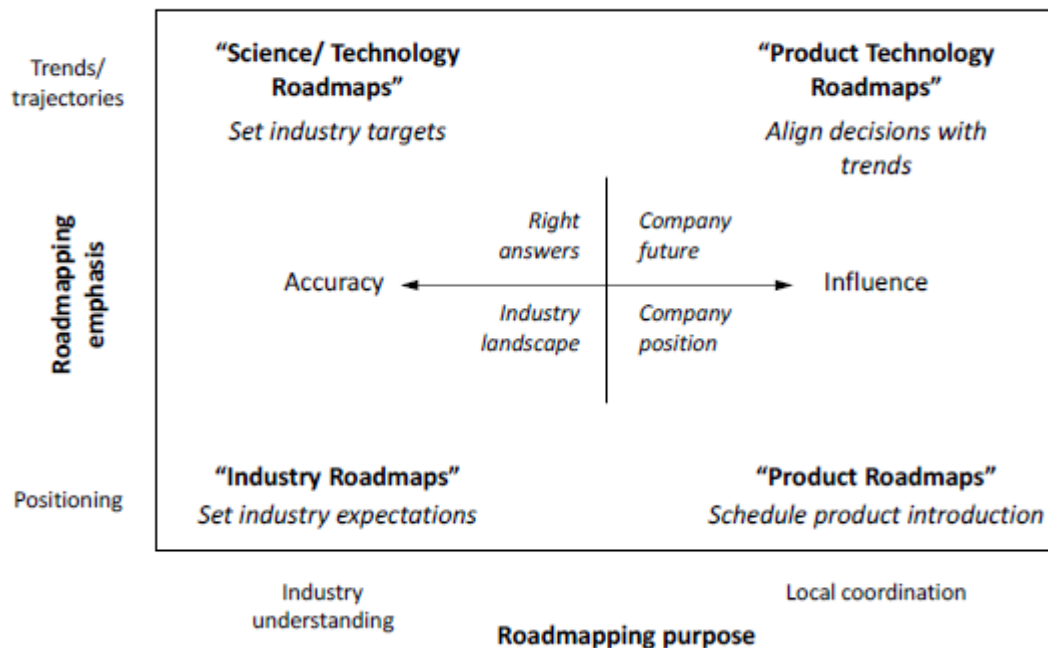 “Science/ Technology
Roadmaps”
Set industry targets
“Product Technology
Roadmaps”
Align decisions with
trends
Trends/
trajectories
Right
answers
Company
future
Roadmapping
emphasis
Accuracy
Influence
Industry
landscape
Company
position
Positioning
“Industry Roadmaps”
Set industry expectations
“Product Roadmaps”
Schedule product introduction
Industry
understanding
Local coordination
Roadmapping purpose